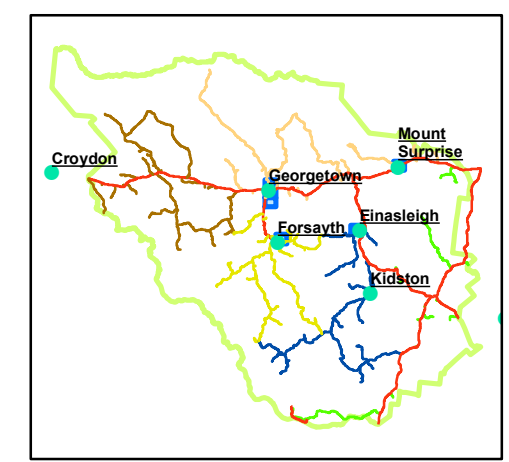 Mount
Surprise
Croydon
Georgetown
Einasleigh
Forsayth
Kidston